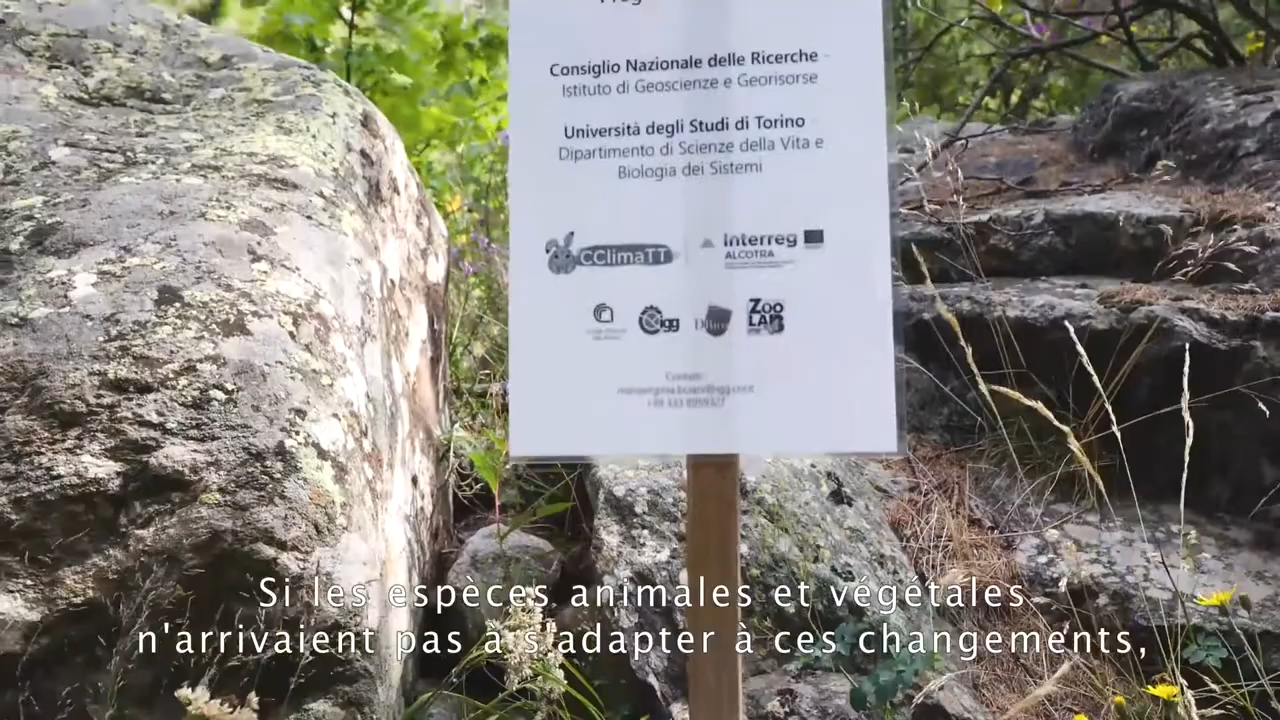 Consiglio Nazionale delle Ricerche -
Istituto di Geoscienze e Georisorse
Università degli Studi di Torino
Dipartimento di Scienze della Vita e
Biologia dei Sistemi
CClimaTT
Interreg
ALCOTRA
igg
DBios
ZOO
LAB
Si les espèces animales et végétales
n'arrivaient pas à s'adapter à ces changements,